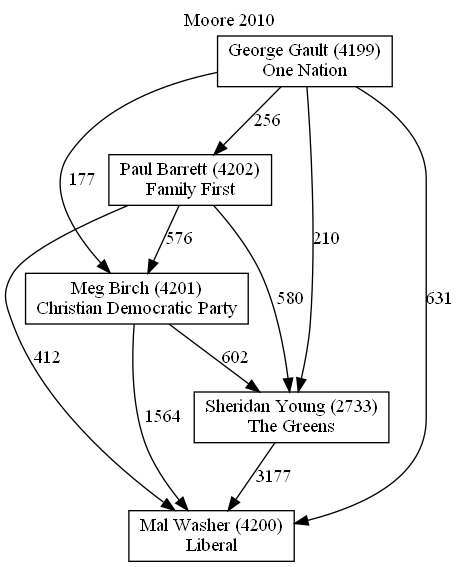 Moore 2010
George Gault (4199)
One Nation
256
Paul Barrett (4202)
Family First
177
576
210
Meg Birch (4201)
Christian Democratic Party
580
631
412
602
1564
Sheridan Young (2733)
The Greens
3177
Mal Washer (4200)
Liberal